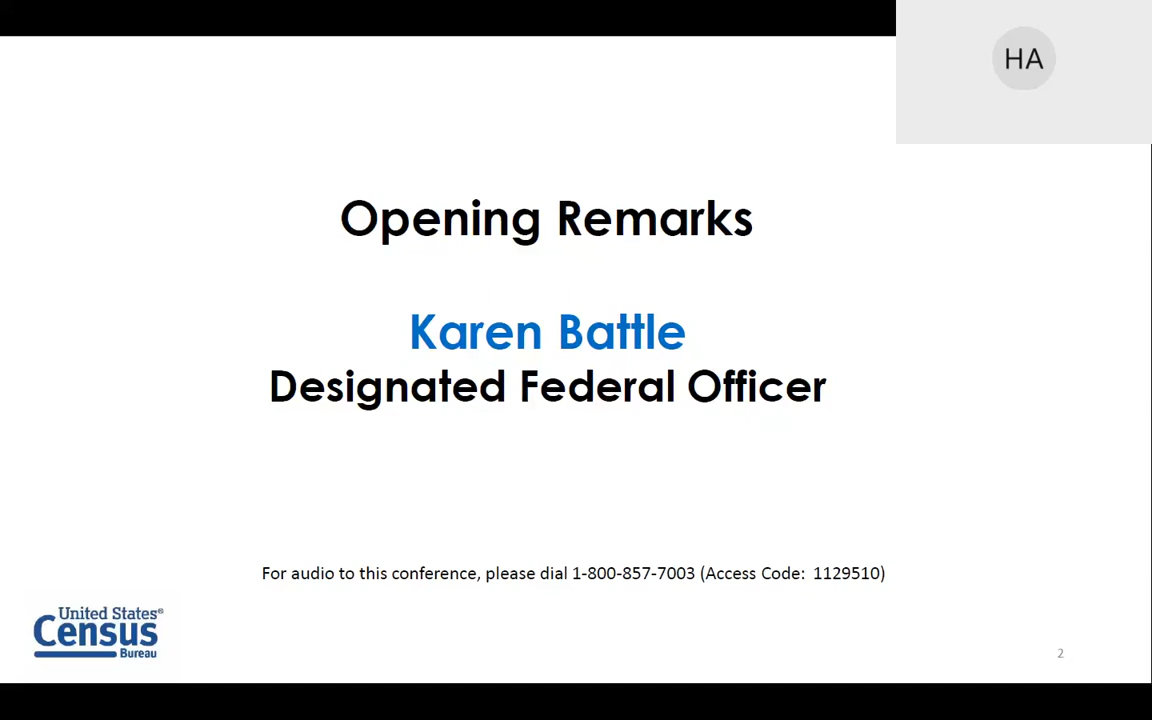 HA
Opening Remarks
Karen Battle
Designated Federal Officer
For audio to this conference, please dial 1-800-857-7003 (Access Code: 1129510)
United States®
Census
Bureau
2